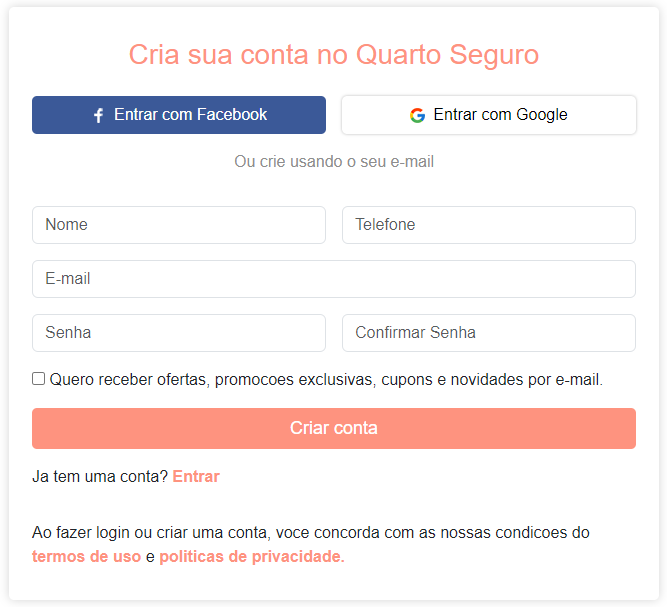 Cria sua conta no Quarto Seguro
Entrar com Facebook
Entrar com Google
Ou crie usando o seu e-mail
Nome
Telefone
E-mail
Senha
Confirmar Senha
Quero receber ofertas, promocoes exclusivas, cupons e novidades por e-mail.
Criar conta
Ja tem uma conta? Entrar
Ao fazer login ou criar uma conta, voce concorda com as nossas condicoes do
termos de uso e politicas de privacidade.